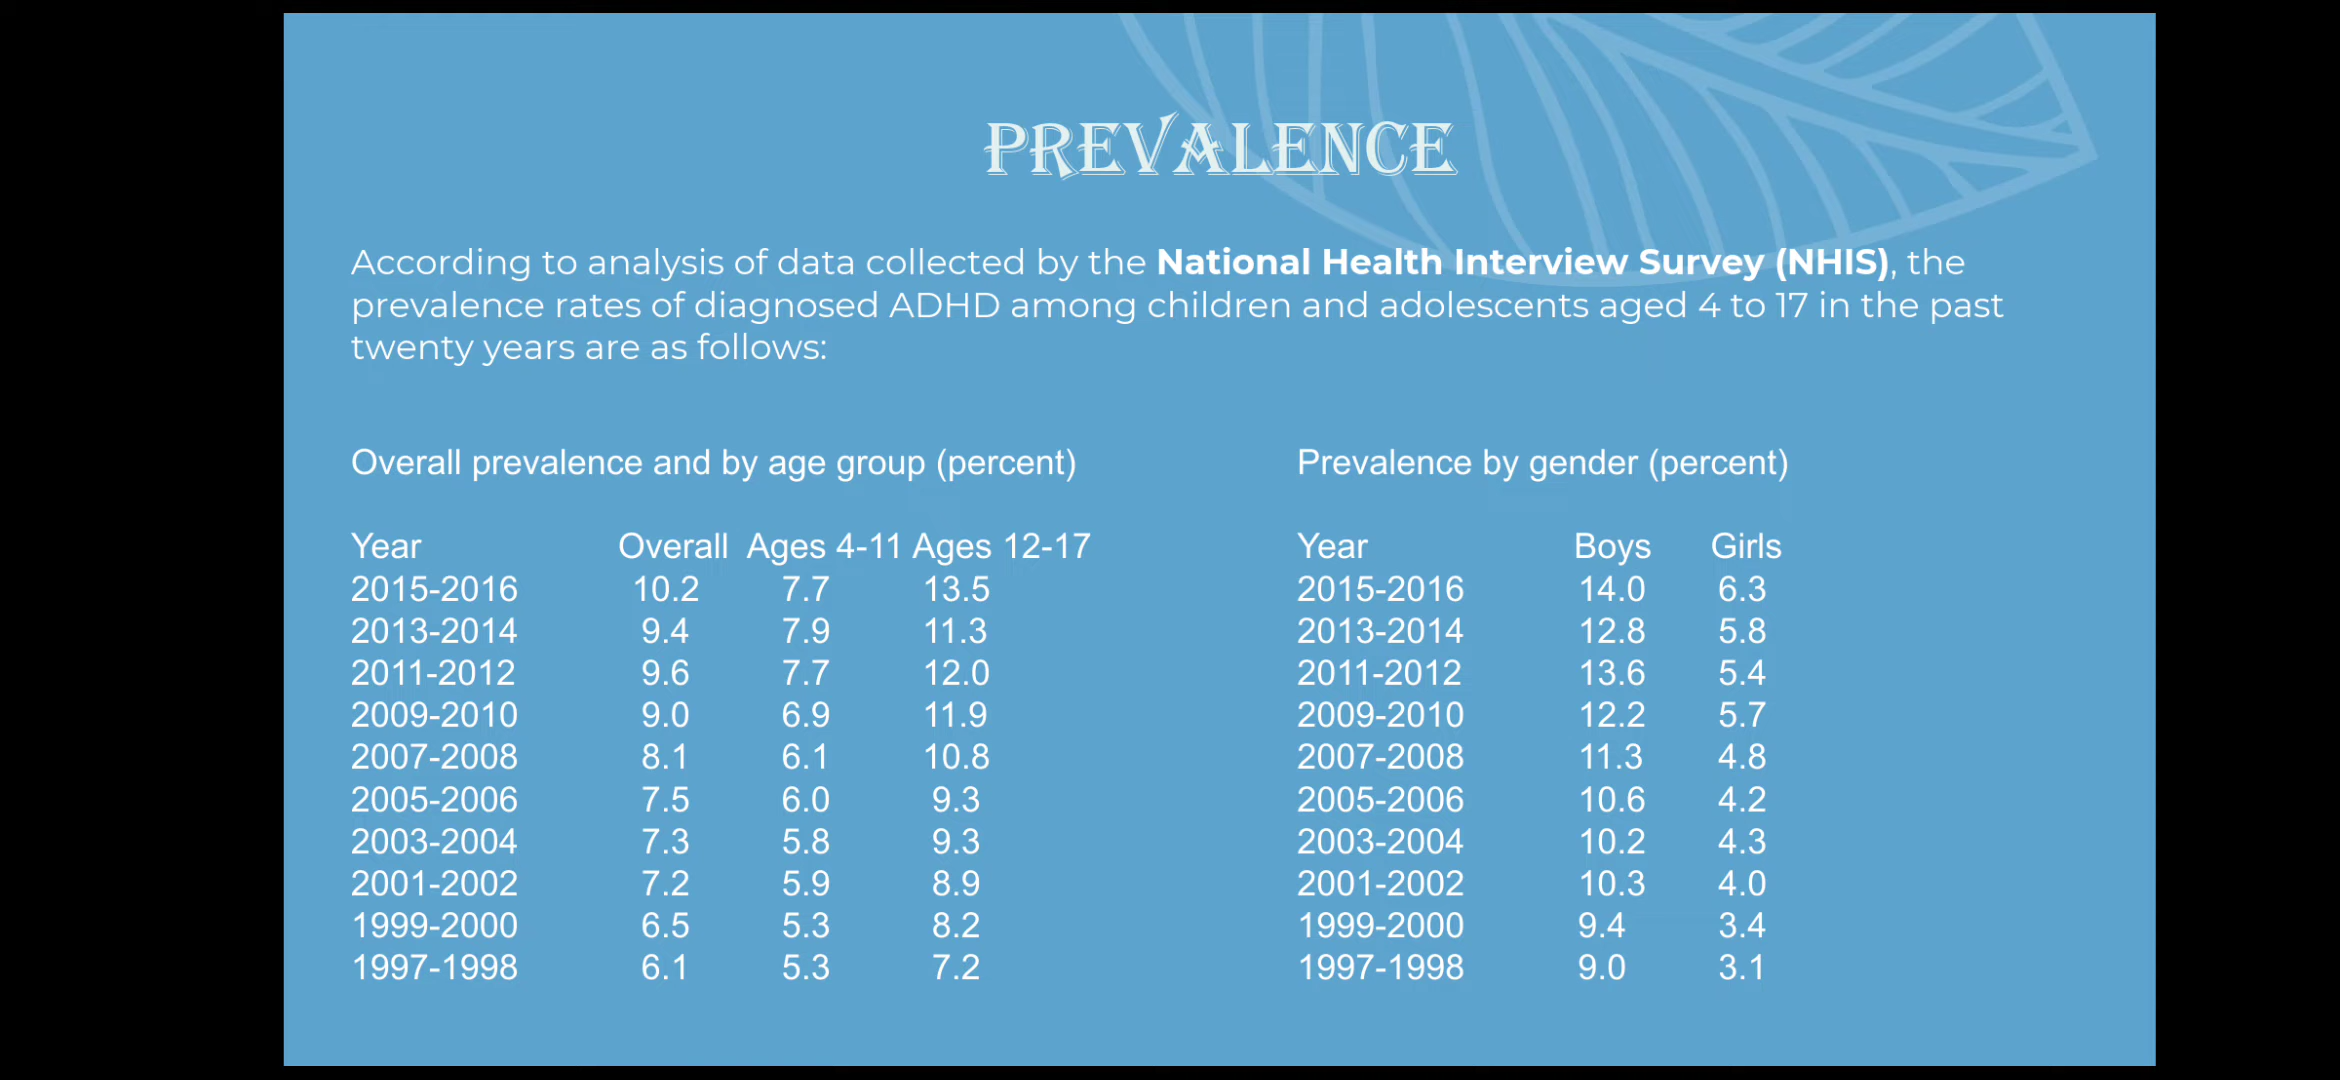 PREVALENCE
According to analysis of data collected by the National Health Interview Survey (NHIS), the
prevalence rates of diagnosed ADHD among children and adolescents aged 4 to 17 in the past
twenty years are as follows:
Overall prevalence and by age group (percent)
Year Overall Ages 4-11 Ages 12-17
2015-2016 10.2 7.7 13.5
2013-2014 9.4 7.9 11.3
2011-2012 9.6 7.7 12.0
2009-2010 9.0 6.9 11.9
2007-2008 8.1 6.1 10.8
2005-2006 7.5 6.0 9.3
2003-2004 7.3 5.8 9.3
2001-2002 7.2 5.9 8.9
1999-2000 6.5 5.3 8.2
1997-1998 6.1 5.3 7.2
Prevalence by gender (percent)
Year Boys Girls
2015-2016 14.0 6.3
2013-2014 12.8 5.8
2011-2012 13.6 5.4
2009-2010 12.2 5.7
2007-2008 11.3 4.8
2005-2006 10.6 4.2
2003-2004 10.2 4.3
2001-2002 10.3 4.0
1999-2000 9.4 3.4
1997-1998 9.0 3.1